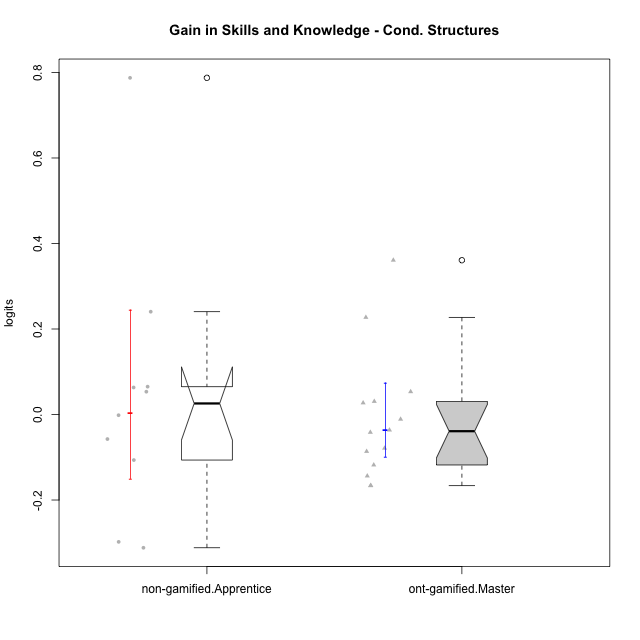 Gain in Skills and Knowledge - Cond. Structures
0.8
0.6
0.4
0.2
0.0
-0.2
logits
non-gamified.Apprentice
ont-gamified.Master